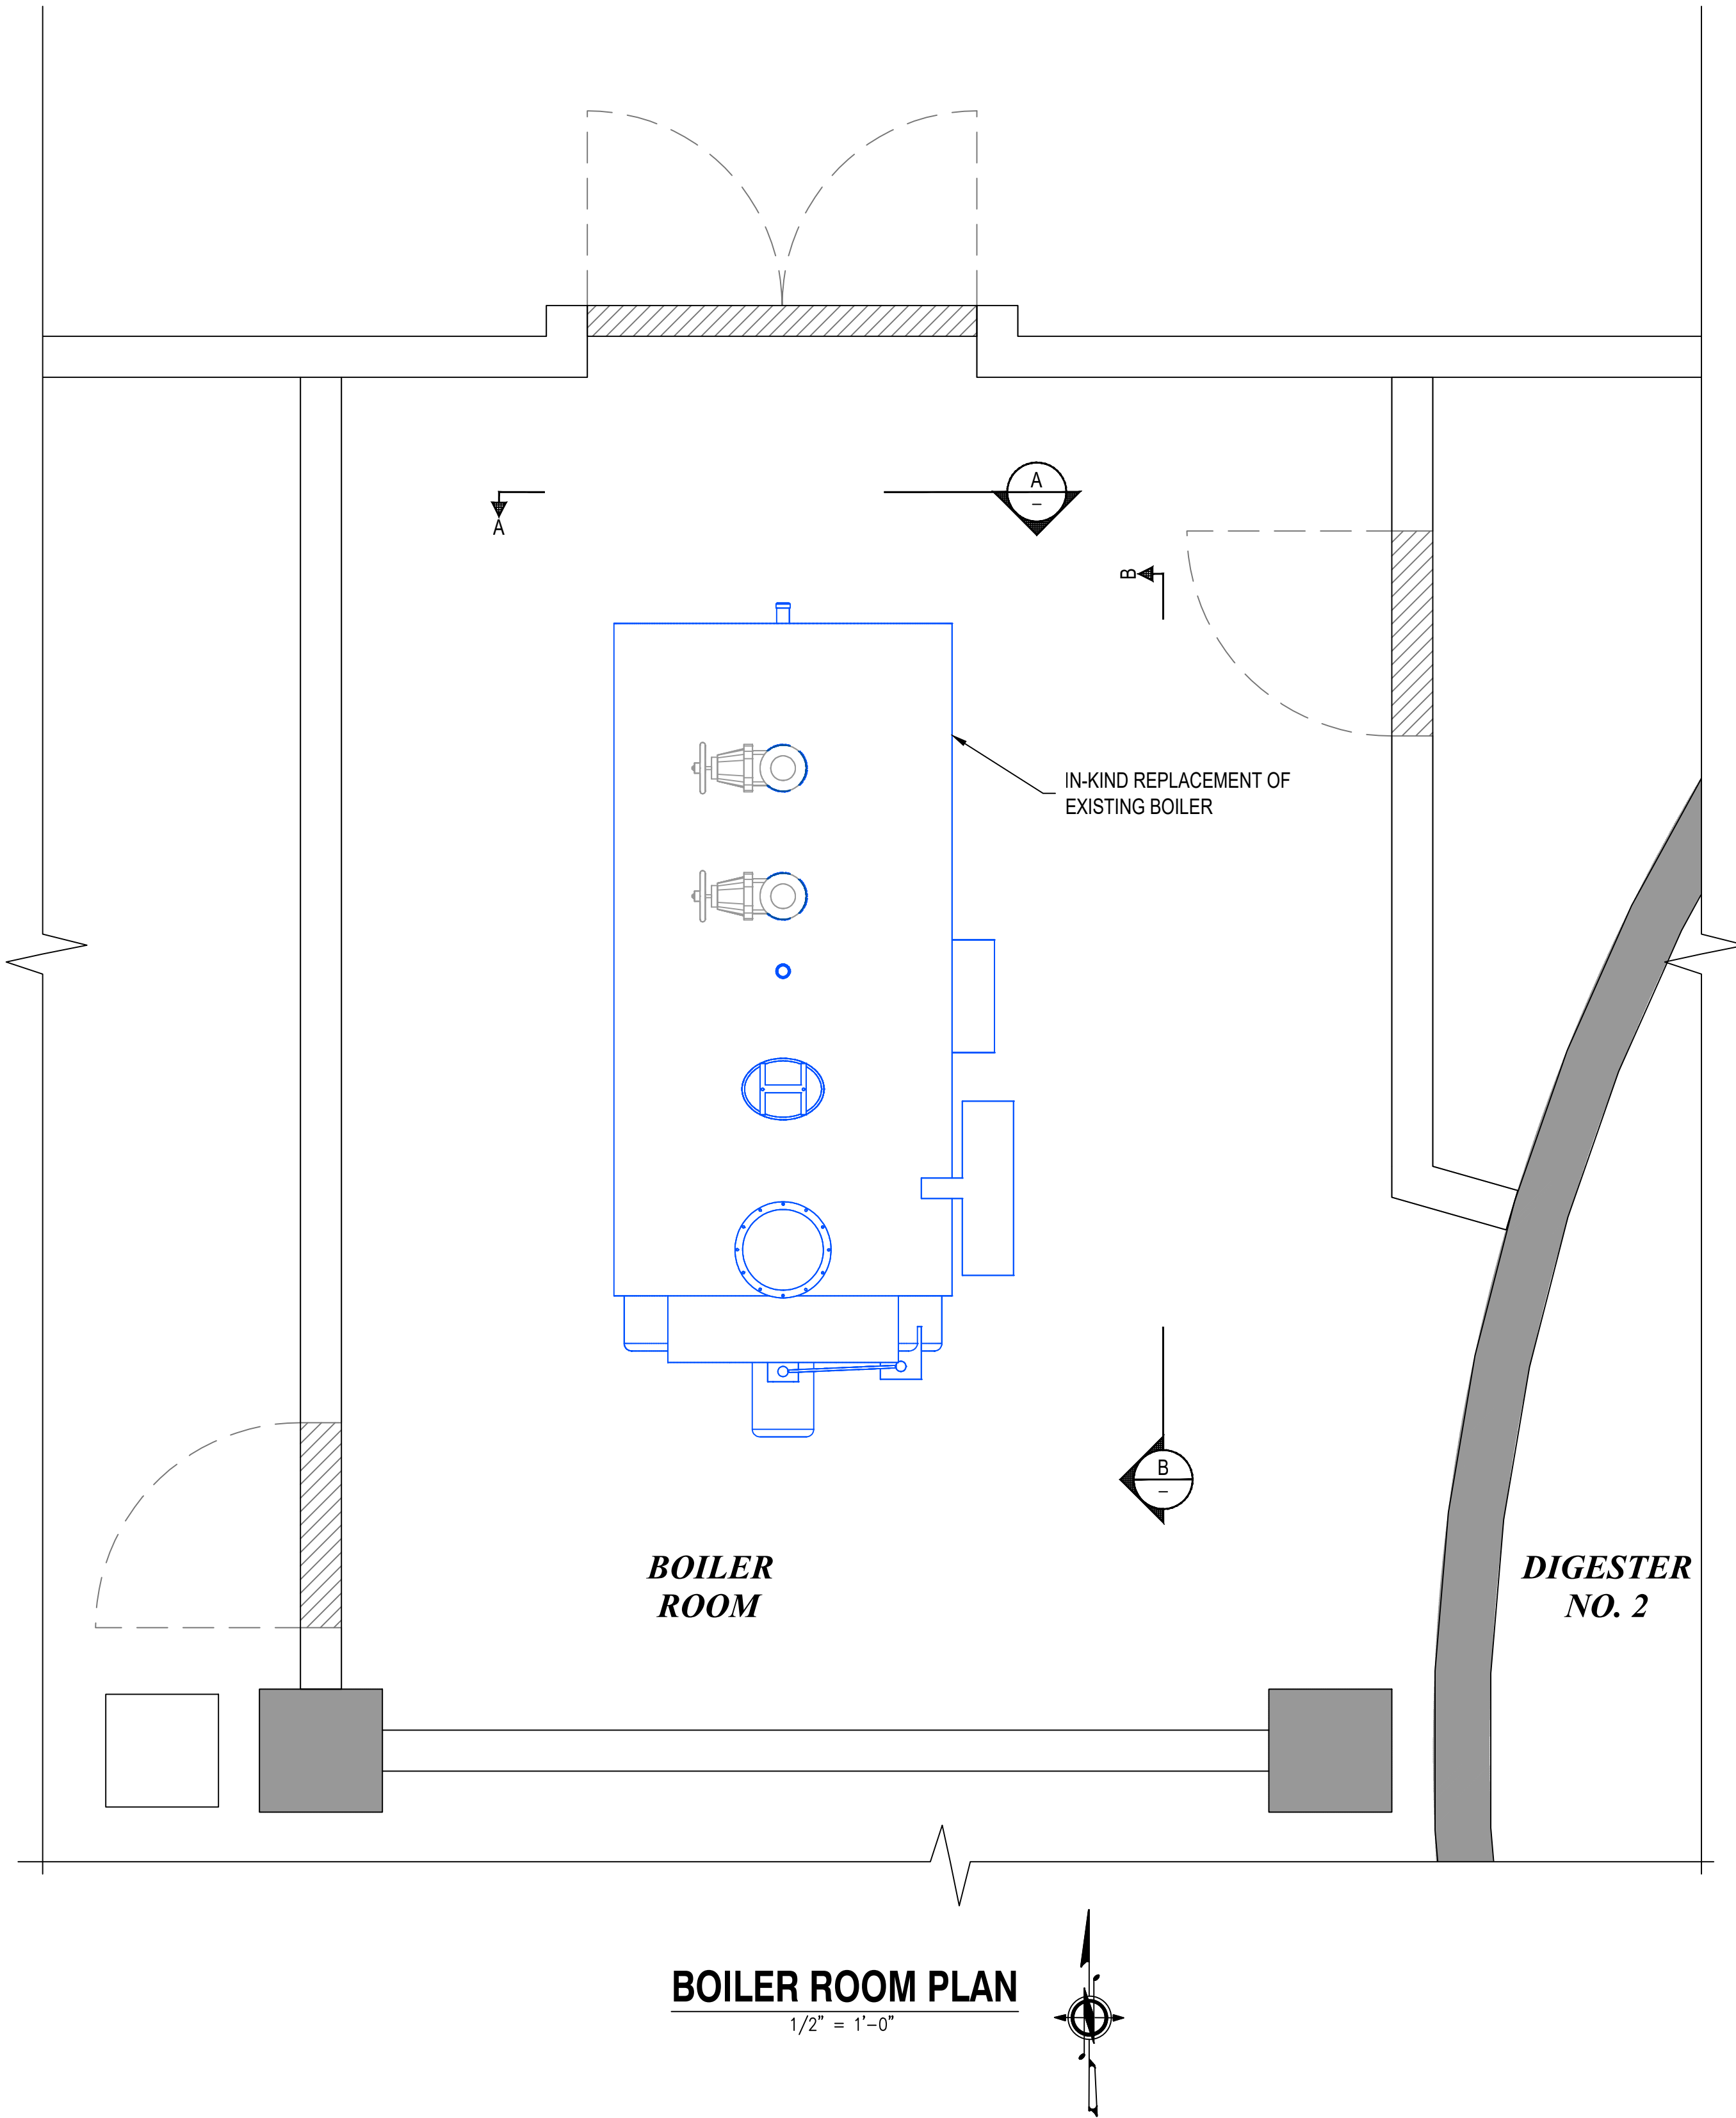 A
–
A
B
IN-KIND REPLACEMENT OF
EXISTING BOILER
B
–
BOILER
ROOM
DIGESTER
NO. 2
BOILER ROOM PLAN
1/2" = 1'-0"